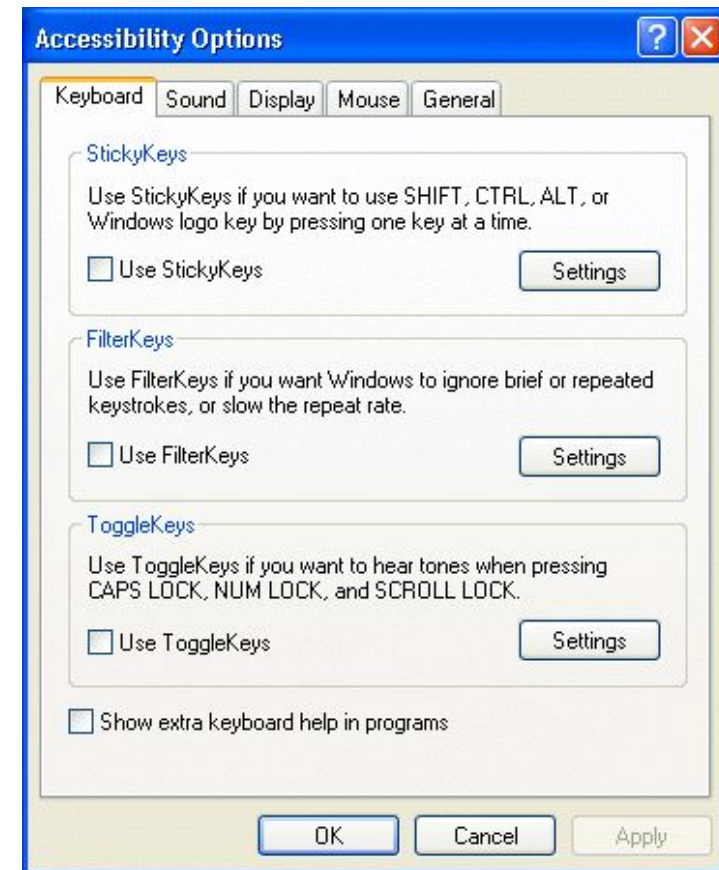 Accessibility Options
Keyboard Sound Display Mouse General
StickyKeys
Use StickyKeys if you want to use SHIFT, CTRL, ALT, or
Windows logo key by pressing one key at a time.
Use StickyKeys Settings
FilterKeys
Use FilterKeys if you want Windows to ignore brief or repeated
keystrokes, or slow the repeat rate.
Use FilterKeys Settings
ToggleKeys
Use ToggleKeys if you want to hear tones when pressing
CAPS LOCK, NUM LOCK, and SCROLL LOCK.
Use ToggleKeys Settings
Show extra keyboard help in programs
OK Cancel Apply